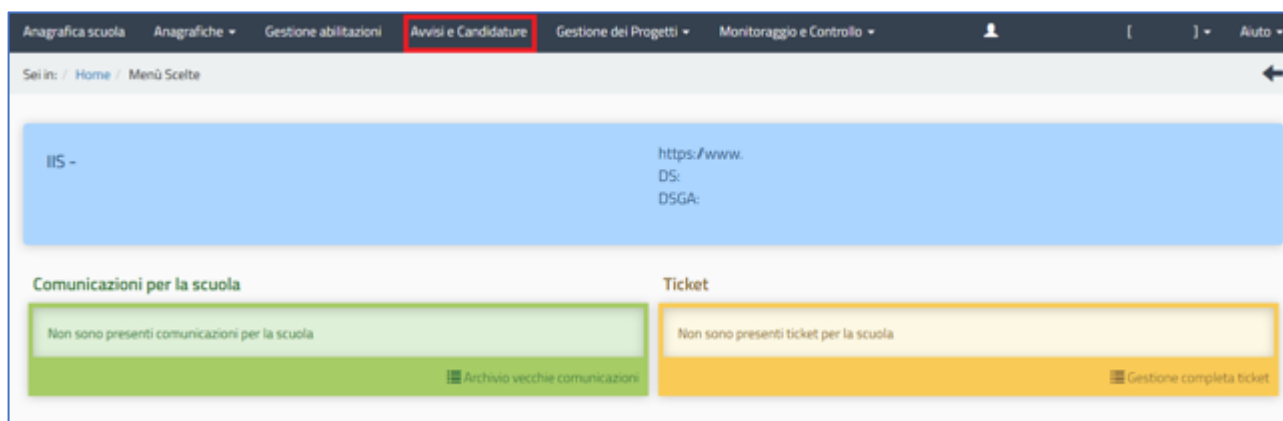 Anagrafica scuola Anagrafiche Gestione abilitazioni Avvisi e Candidature Gestione dei Progetti Monitoraggio e Controllo [ ] Aiuto
Sei in: / Home / Menù Scelte
IIS -
https://www.
DS:
DSGA:
Comunicazioni per la scuola
Non sono presenti comunicazioni per la scuola
Archivio vecchie comunicazioni
Ticket
Non sono presenti ticket per la scuola
Gestione completa ticket